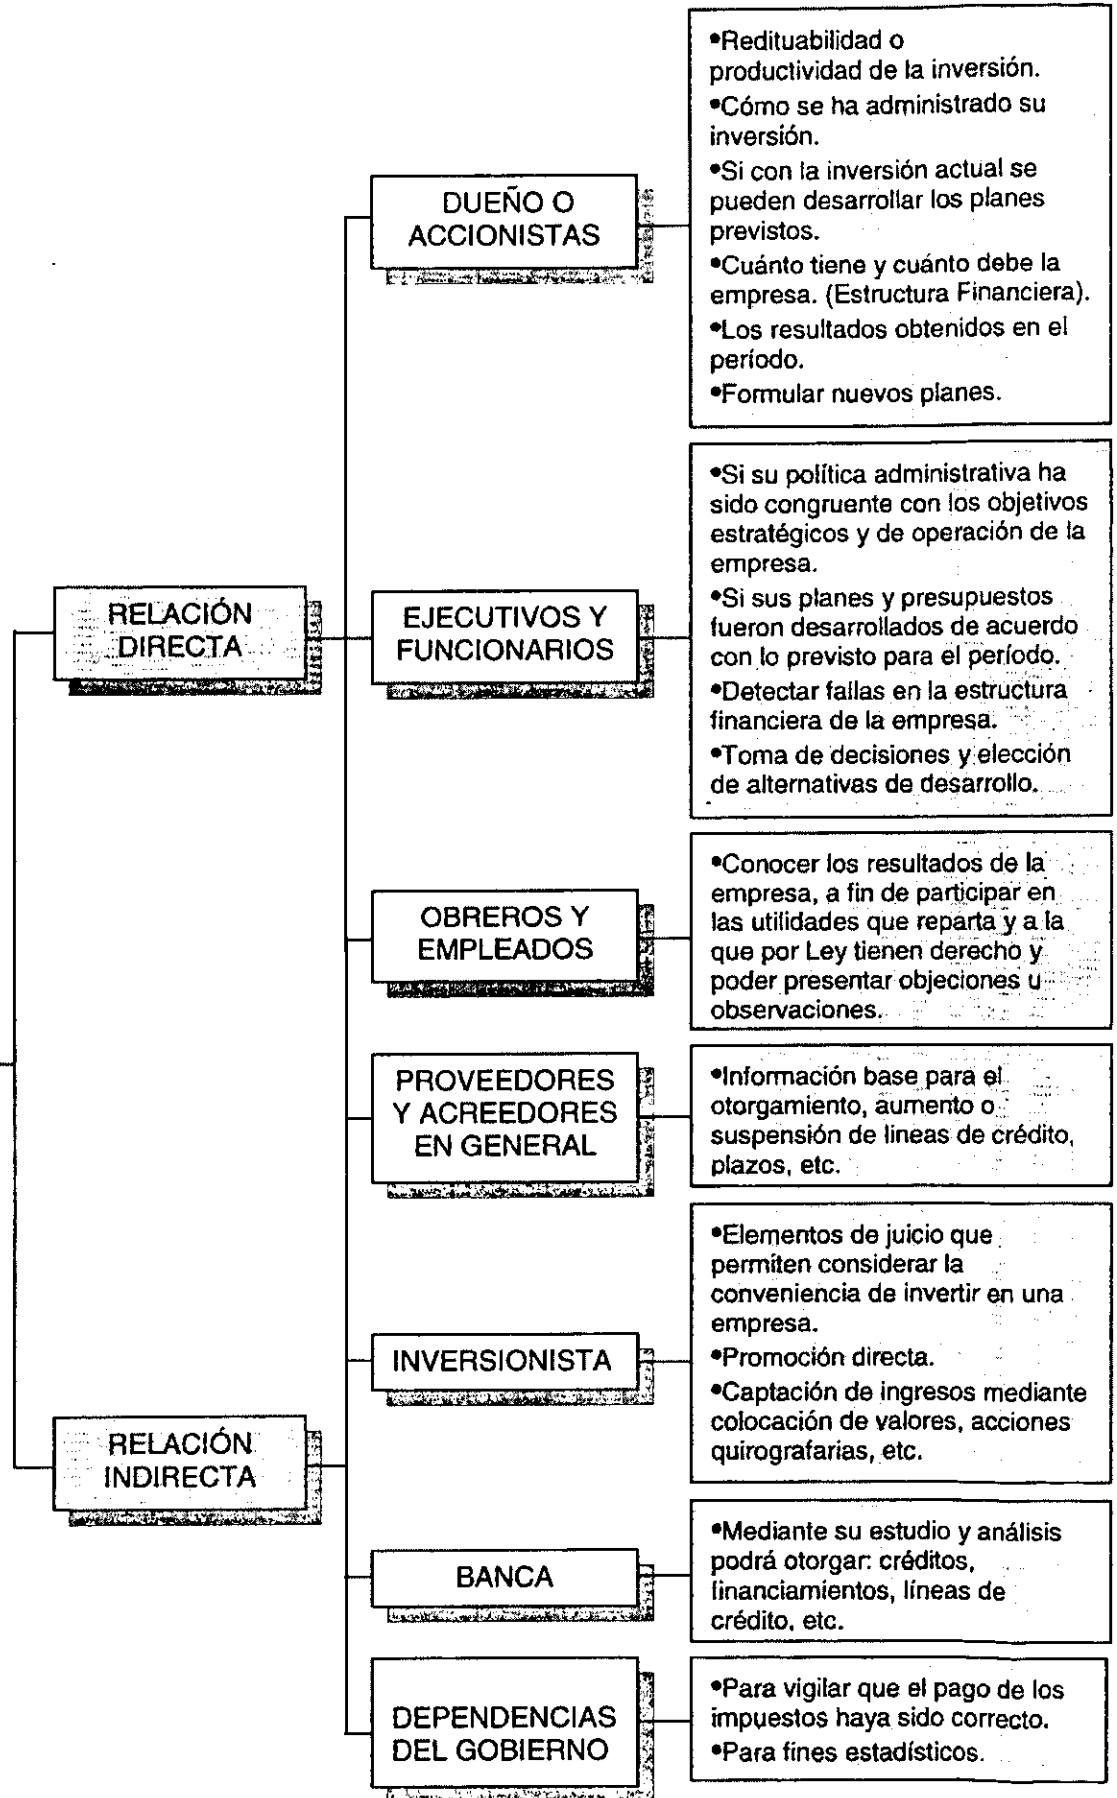 •Redituabilidad o
productividad de la inversión.
•Cómo se ha administrado su
inversión.
•Si con la inversión actual se
pueden desarrollar los planes
previstos.
•Cuánto tiene y cuánto debe la
empresa. (Estructura Financiera).
•Los resultados obtenidos en el
período.
•Formular nuevos planes.
DUEÑO O
ACCIONISTAS
•Si su política administrativa ha
sido congruente con los objetivos
estratégicos y de operación de la
empresa.
•Si sus planes y presupuestos
fueron desarrollados de acuerdo
con lo previsto para el período.
•Detectar fallas en la estructura
financiera de la empresa.
•Toma de decisiones y elección
de alternativas de desarrollo.
RELACIÓN
DIRECTA
EJECUTIVOS Y
FUNCIONARIOS
•Conocer los resultados de la
empresa, a fin de participar en
las utilidades que reparta y a la
que por Ley tienen derecho y
poder presentar objeciones u
observaciones.
OBREROS Y
EMPLEADOS
PROVEEDORES
Y ACREEDORES
EN GENERAL
•Información base para el
otorgamiento, aumento o
suspensión de lineas de crédito,
plazos, etc.
•Elementos de juicio que
permiten considerar la
conveniencia de invertir en una
empresa.
•Promoción directa.
•Captación de ingresos mediante
colocación de valores, acciones
quirografarias, etc.
INVERSIONISTA
RELACIÓN
INDIRECTA
•Mediante su estudio y análisis
podrá otorgar: créditos,
financiamientos, líneas de
crédito, etc.
BANCA
DEPENDENCIAS
DEL GOBIERNO
•Para vigilar que el pago de los
impuestos haya sido correcto.
•Para fines estadísticos.